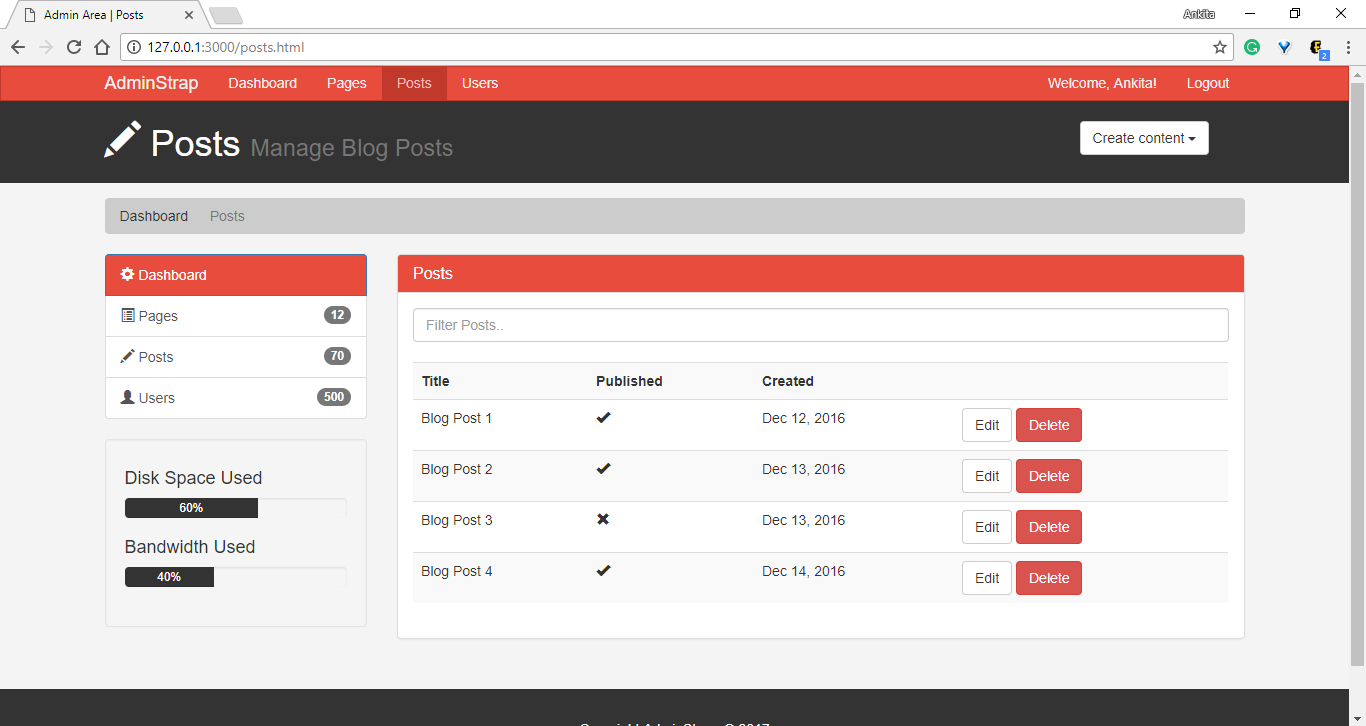 Admin Area | Posts
Ankita
127.0.0.1:3000/posts.html
2
AdminStrap Dashboard Pages Posts Users Welcome, Ankita! Logout
Posts Manage Blog Posts
Create content
Dashboard Posts
Dashboard
Pages 12
Posts 70
Users 500
Disk Space Used
60%
Bandwidth Used
40%
Posts
Filter Posts..
Title Published Created
Blog Post 1 Dec 12, 2016 Edit Delete
Blog Post 2 Dec 13, 2016 Edit Delete
Blog Post 3 Dec 13, 2016 Edit Delete
Blog Post 4 Dec 14, 2016 Edit Delete